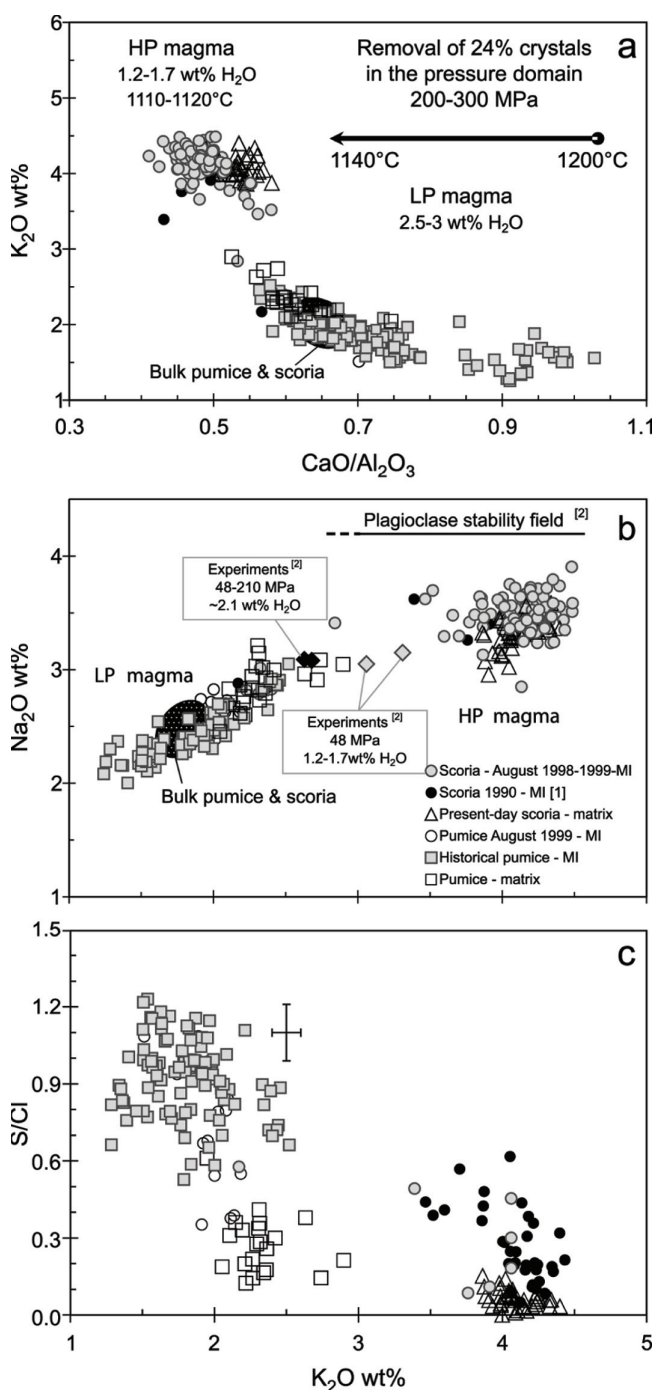 a
HP magma
1.2-1.7 wt% H₂O
1110-1120°C
Removal of 24% crystals
in the pressure domain
200-300 MPa
1140°C
1200°C
LP magma
2.5-3 wt% H₂O
Bulk pumice & scoria
K₂O wt%
6
5
4
3
2
1
0.3
0.5
0.7
0.9
1.1
CaO/Al₂O₃
b
Plagioclase stability field [2]
Experiments [2]
48-210 MPa
~2.1 wt% H₂O
LP magma
Bulk pumice & scoria
Experiments [2]
48 MPa
1.2-1.7wt% H₂O
HP magma
Scoria - August 1998-1999-MI
Scoria 1990 - MI [1]
Present-day scoria - matrix
Pumice August 1999 - MI
Historical pumice - MI
Pumice - matrix
Na₂O wt%
4
3
2
1
c
S/Cl
1.5
1.2
0.9
0.6
0.3
0.0
1
2
3
4
5
K₂O wt%